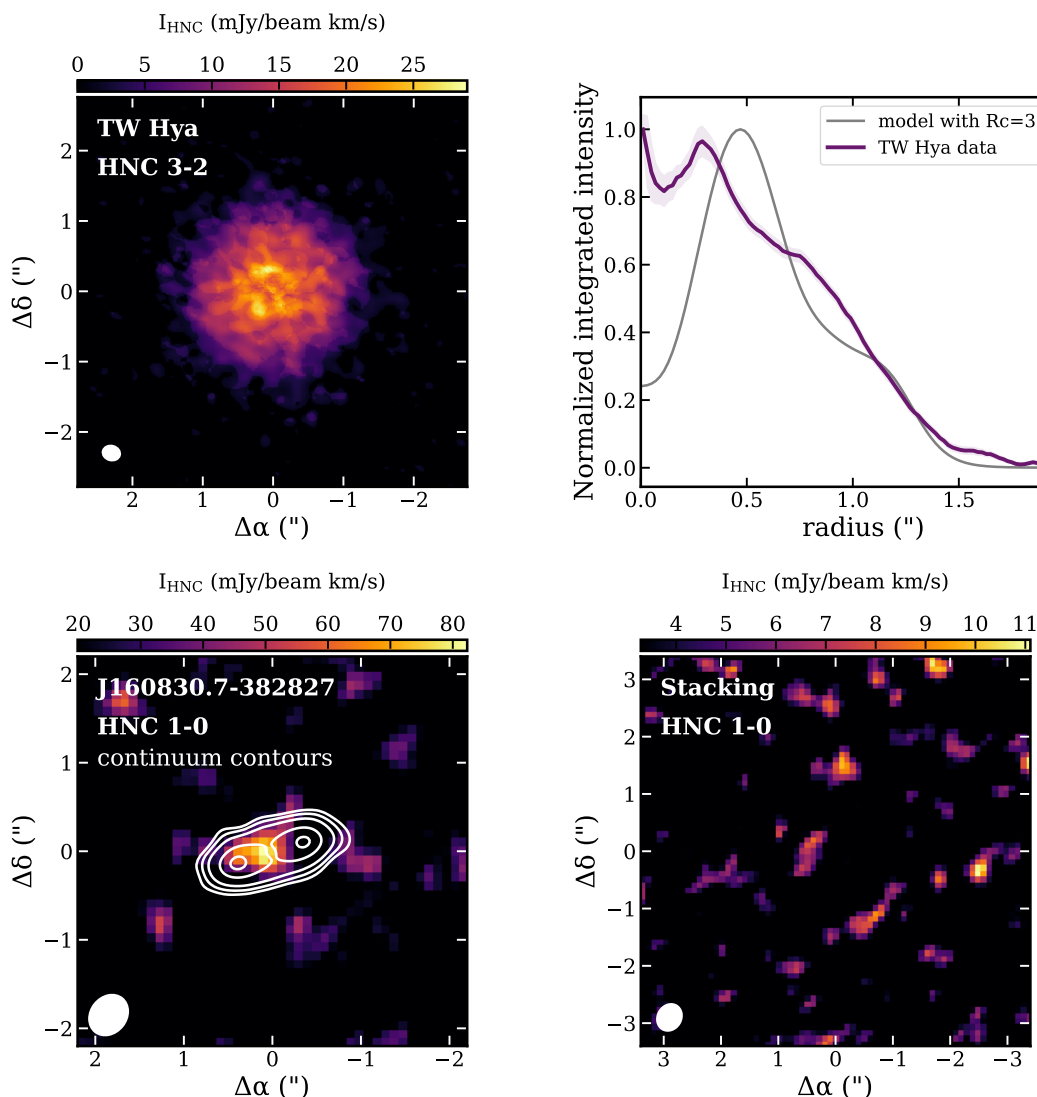 I_HNC (mJy/beam km/s)
0 5 10 15 20 25
TW Hya
HNC 3-2
2
1
0
−1
−2
Δδ (")
2 1 0 −1 −2
Δα (")
model with Rc=3
TW Hya data
1.0
0.8
0.6
0.4
0.2
0.0
Normalized integrated intensity
0.0 0.5 1.0 1.5
radius (")
I_HNC (mJy/beam km/s)
20 30 40 50 60 70 80
J160830.7-382827
HNC 1-0
continuum contours
2
1
0
−1
−2
Δδ (")
2 1 0 −1 −2
Δα (")
I_HNC (mJy/beam km/s)
4 5 6 7 8 9 10 11
Stacking
HNC 1-0
3
2
1
0
−1
−2
−3
Δδ (")
3 2 1 0 −1 −2 −3
Δα (")